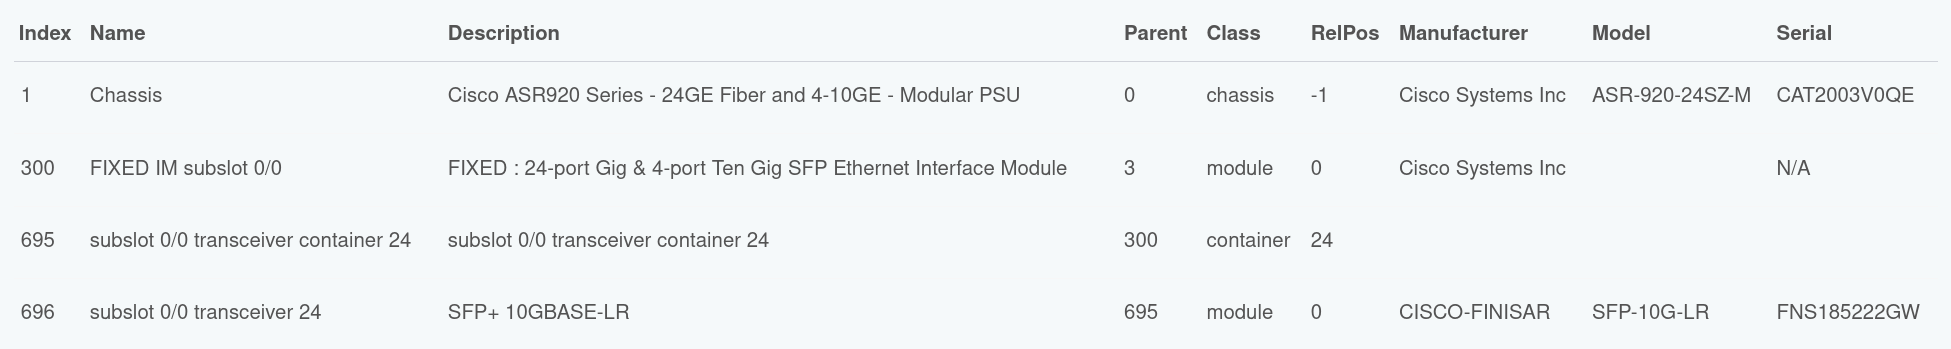 Index Name Description Parent Class RelPos Manufacturer Model Serial
1 Chassis Cisco ASR920 Series - 24GE Fiber and 4-10GE - Modular PSU 0 chassis -1 Cisco Systems Inc ASR-920-24SZ-M CAT2003V0QE
300 FIXED IM subslot 0/0 FIXED : 24-port Gig & 4-port Ten Gig SFP Ethernet Interface Module 3 module 0 Cisco Systems Inc N/A
695 subslot 0/0 transceiver container 24 subslot 0/0 transceiver container 24 300 container 24
696 subslot 0/0 transceiver 24 SFP+ 10GBASE-LR 695 module 0 CISCO-FINISAR SFP-10G-LR FNS185222GW